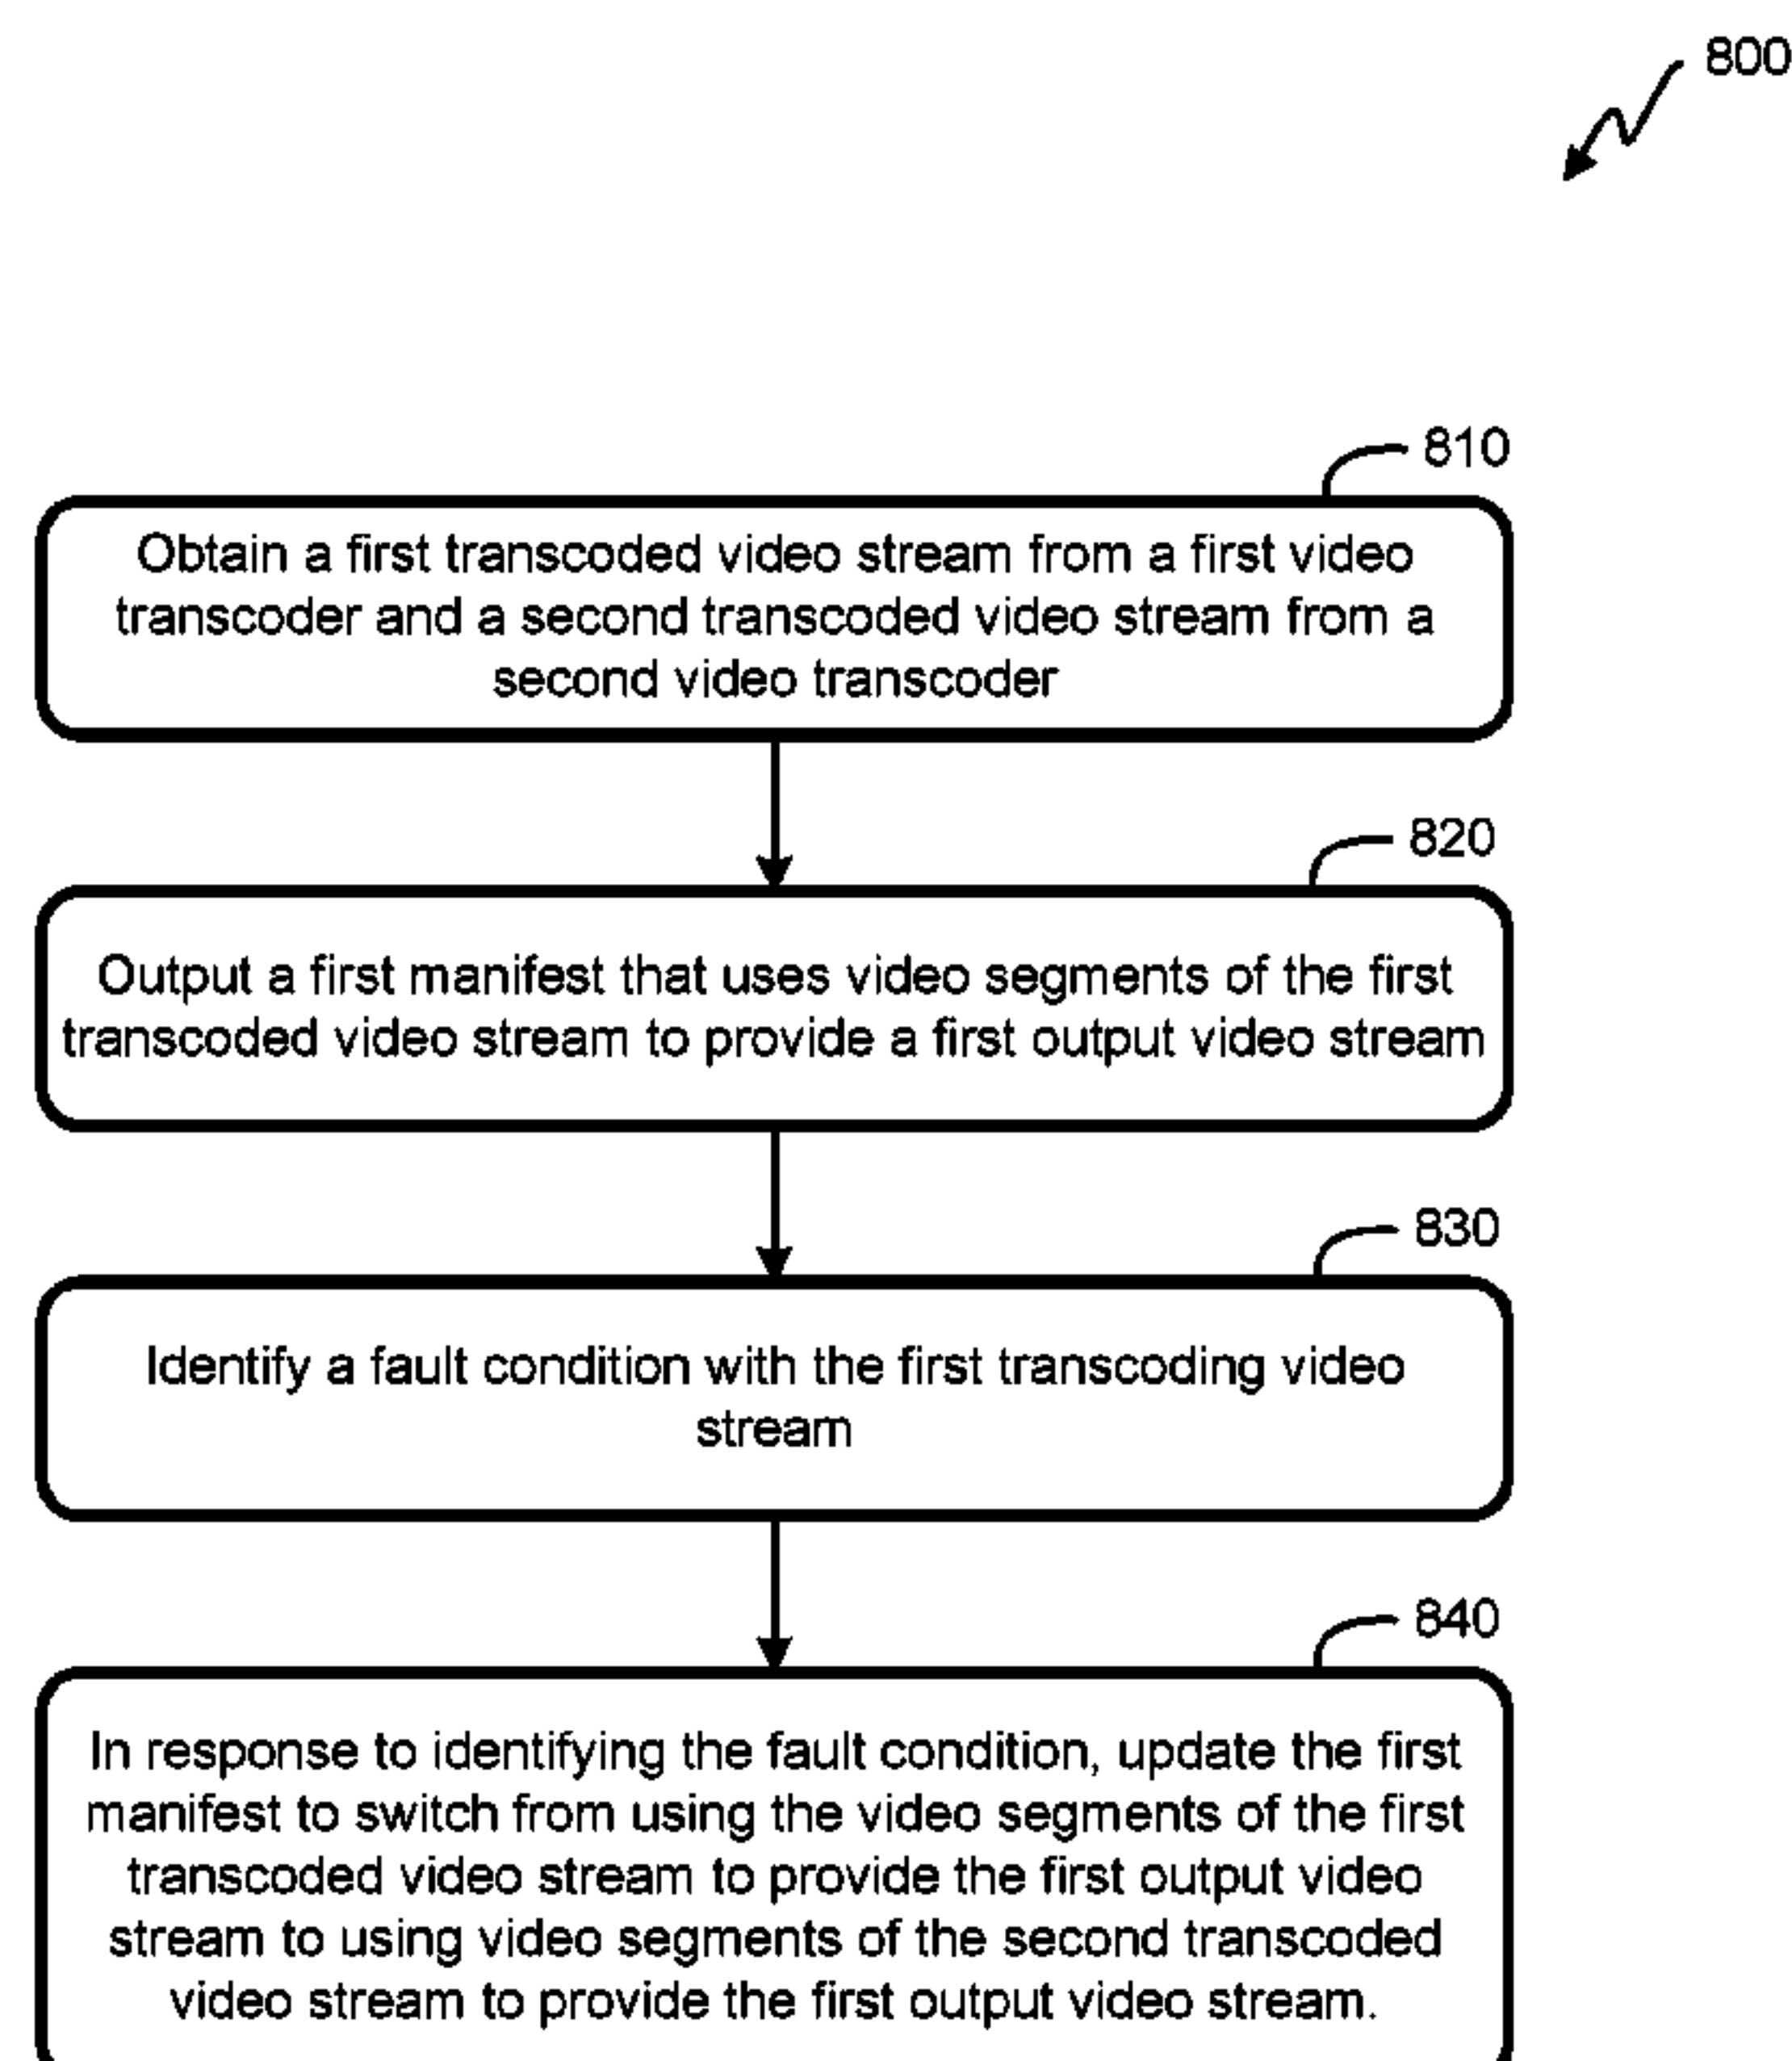 800
810
Obtain a first transcoded video stream from a first video
transcoder and a second transcoded video stream from a
second video transcoder
820
Output a first manifest that uses video segments of the first
transcoded video stream to provide a first output video stream
830
Identify a fault condition with the first transcoding video
stream
840
In response to identifying the fault condition, update the first
manifest to switch from using the video segments of the first
transcoded video stream to provide the first output video
stream to using video segments of the second transcoded
video stream to provide the first output video stream.